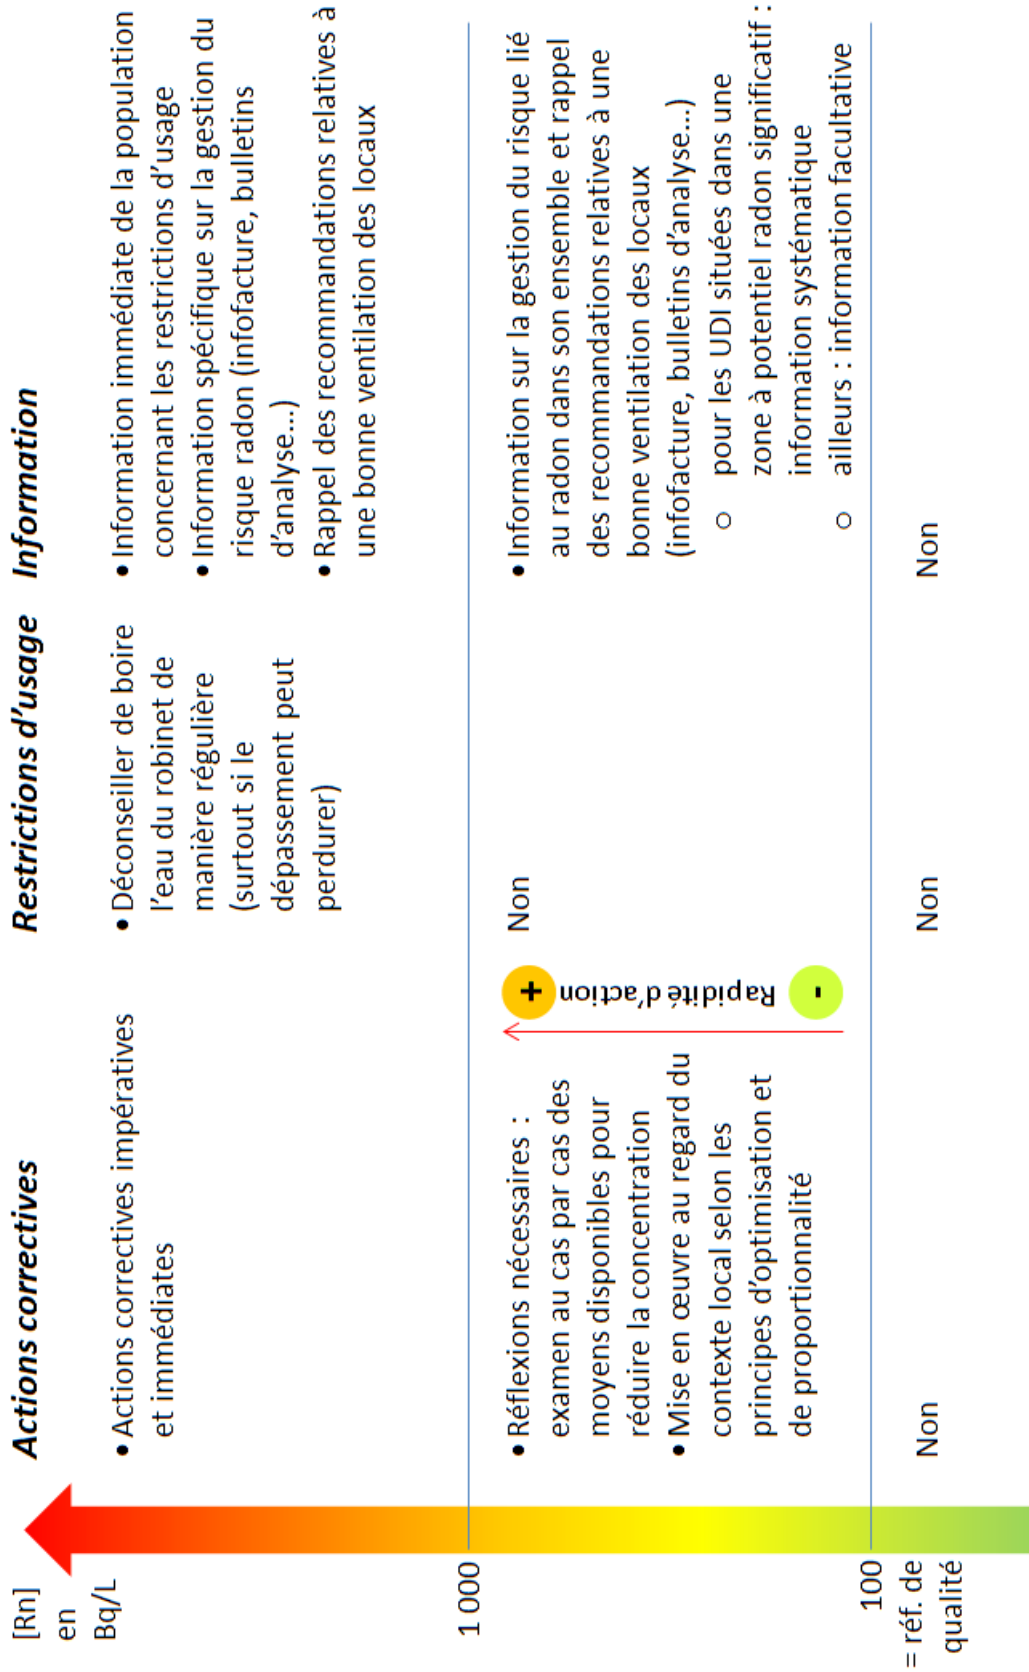 [Rn]
en
Bq/L
Actions correctives
Restrictions d'usage
Information
• Actions correctives impératives
et immédiates
• Déconseiller de boire
l'eau du robinet de
manière régulière
(surtout si le
dépassement peut
perdurer)
• Information immédiate de la population
concernant les restrictions d'usage
• Information spécifique sur la gestion du
risque radon (infofacture, bulletins
d'analyse...)
• Rappel des recommandations relatives à
une bonne ventilation des locaux
1 000
• Réflexions nécessaires :
examen au cas par cas des
moyens disponibles pour
réduire la concentration
• Mise en œuvre au regard du
contexte local selon les
principes d'optimisation et
de proportionnalité
+
Rapidité d'action
-
Non
• Information sur la gestion du risque lié
au radon dans son ensemble et rappel
des recommandations relatives à une
bonne ventilation des locaux
(infofacture, bulletins d'analyse...)
○ pour les UDI situées dans une
zone à potentiel radon significatif :
information systématique
○ ailleurs : information facultative
100
= réf. de
qualité
Non
Non
Non